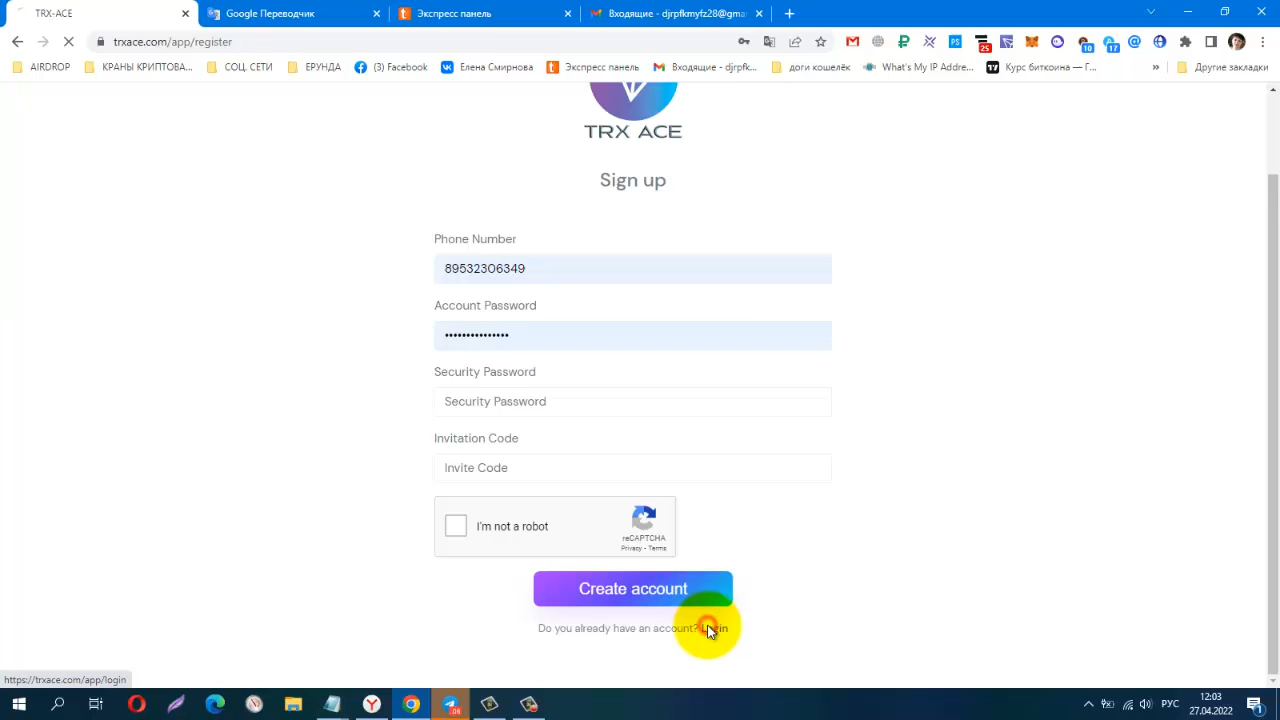 TRX-ACE
Google Переводчик
Экспресс панель
Входящие - djrpfkmyfz28@gma
trxace.com/app/register
25
10
17
AIRDROP
КРАНЫ КРИПТОВА...
СОЦ. СЕТИ
ЕРУНДА
(3) Facebook
Елена Смирнова
Экспресс панель
Входящие - djrpfk...
доги кошелёк
What's My IP Addre...
Курс биткоина — Г...
»
Другие закладки
TRX ACE
Sign up
Phone Number
89532306349
Account Password
•••••••••••••••
Security Password
Security Password
Invitation Code
Invite Code
I'm not a robot
reCAPTCHA
Privacy - Terms
Create account
Do you already have an account? Login
https://trxace.com/app/login
РУС
12:03
27.04.2022